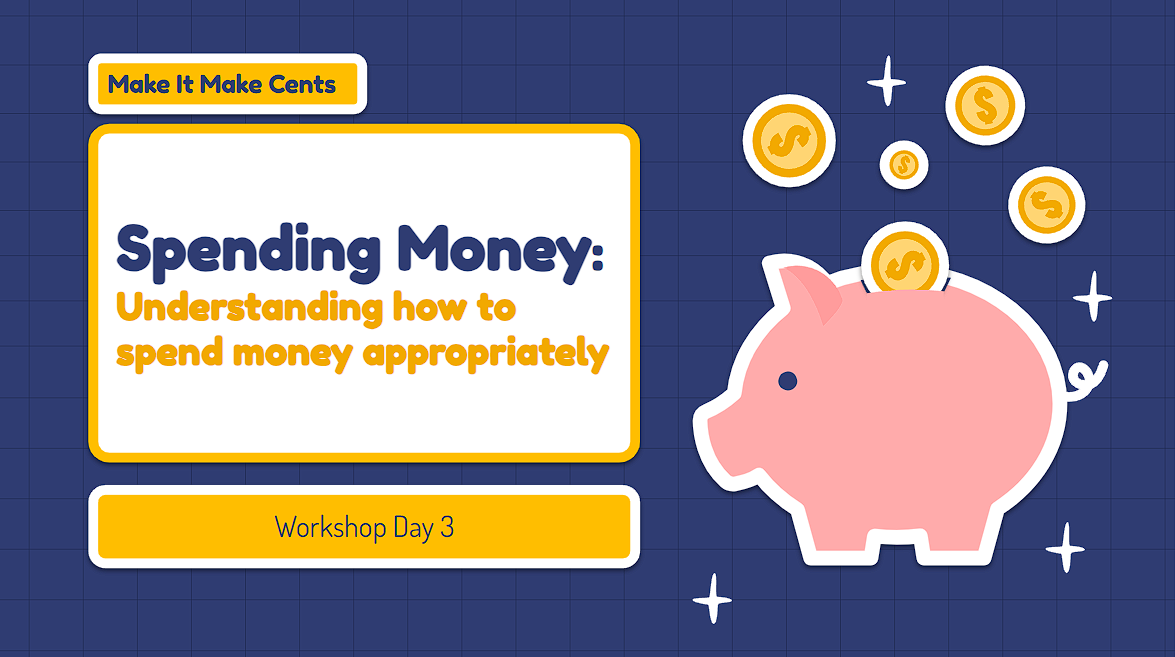 Make It Make Cents
Spending Money:
Understanding how to
spend money appropriately
Workshop Day 3
$
$
$
$
$